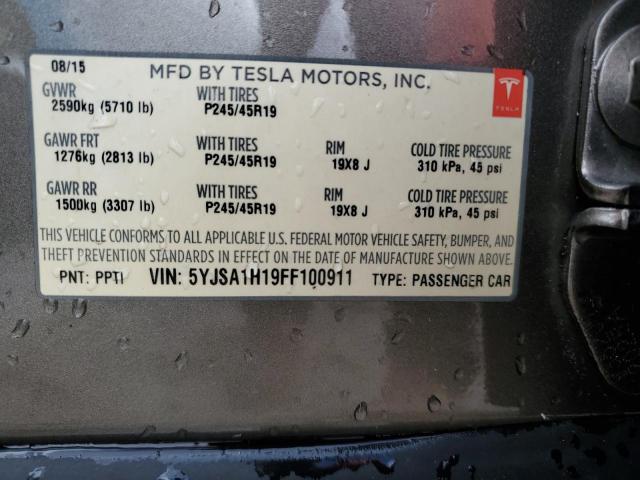 08/15
MFD BY TESLA MOTORS, INC.
TESLA
GVWR WITH TIRES
2590kg (5710 lb) P245/45R19
GAWR FRT WITH TIRES RIM COLD TIRE PRESSURE
1276kg (2813 lb) P245/45R19 19X8 J 310 kPa, 45 psi
GAWR RR WITH TIRES RIM COLD TIRE PRESSURE
1500kg (3307 lb) P245/45R19 19X8 J 310 kPa, 45 psi
THIS VEHICLE CONFORMS TO ALL APPLICABLE U.S. FEDERAL MOTOR VEHICLE SAFETY, BUMPER, AND
THEFT PREVENTION STANDARDS IN EFFECT ON THE DATE OF MANUFACTURE SHOWN ABOVE.
PNT: PPTI VIN: 5YJSA1H19FF100911 TYPE: PASSENGER CAR